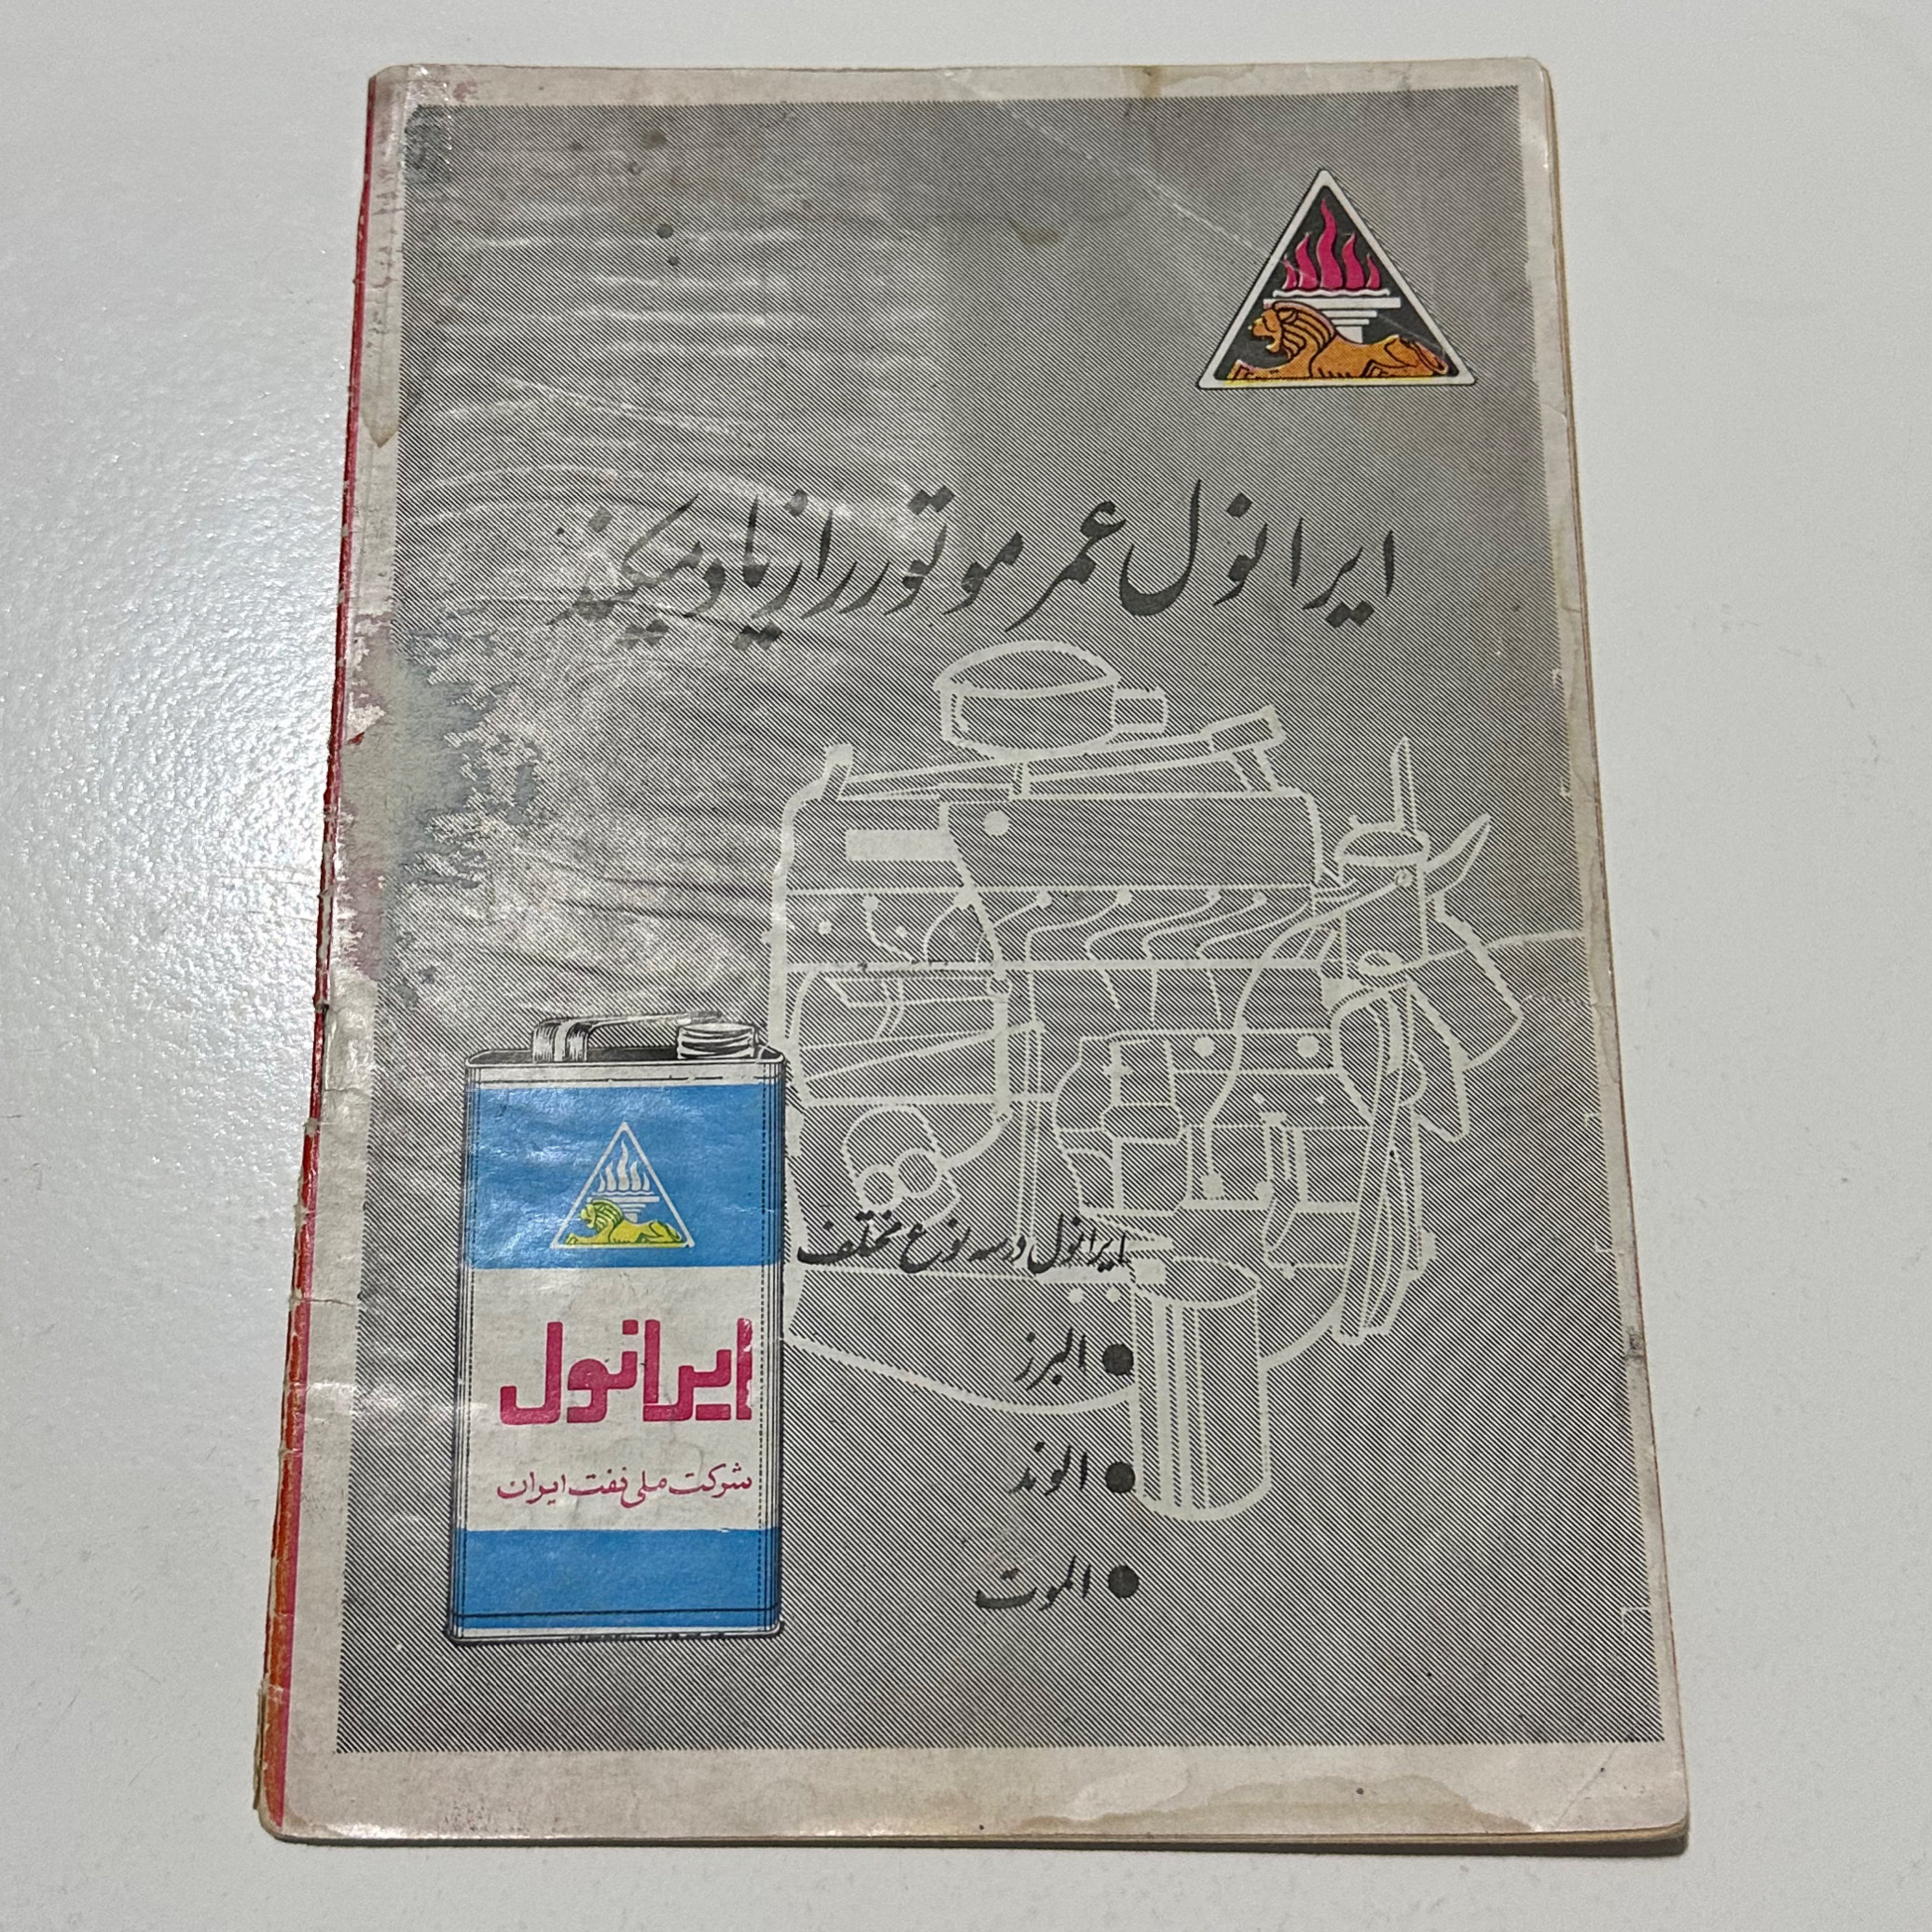 ایرانول عمر موتور را زیاد میکند
ایرانول در سه نوع مختلف
● البرز
● الوند
● الموت
ایرانول
شرکت ملی نفت ایران